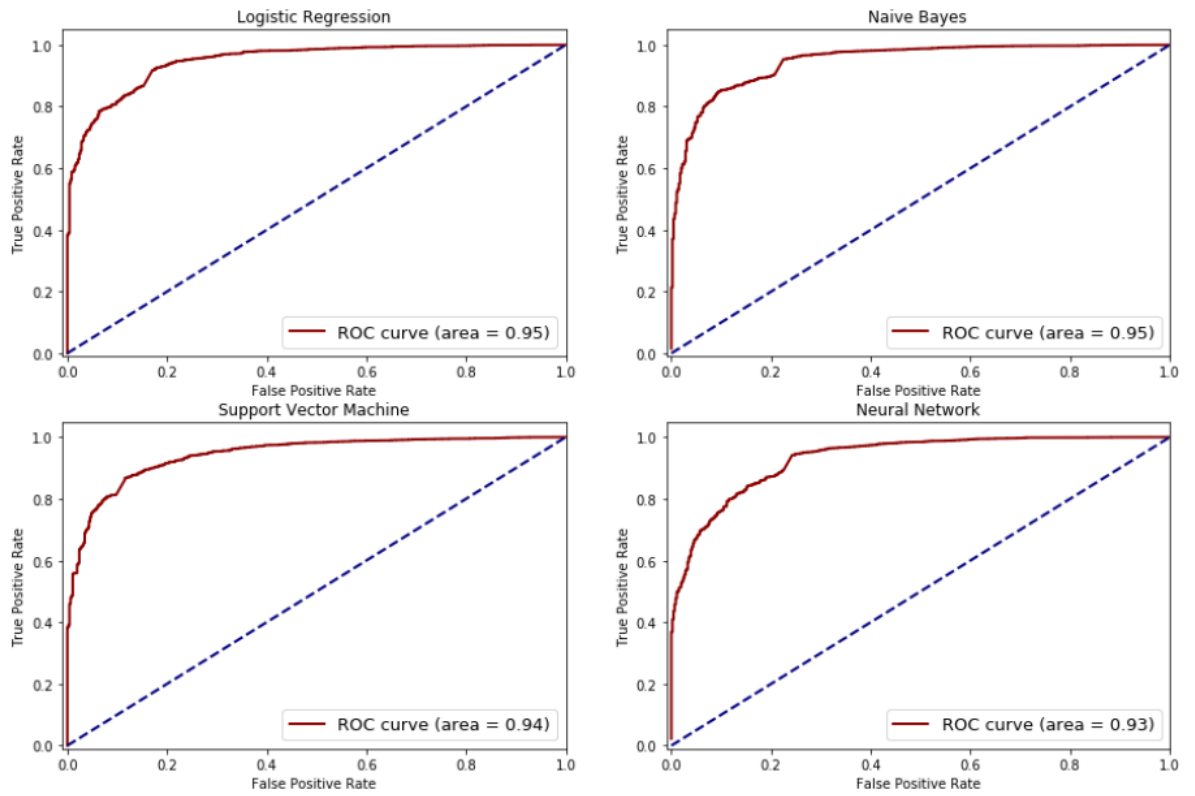 Logistic Regression
1.0
0.8
0.6
0.4
0.2
0.0
True Positive Rate
ROC curve (area = 0.95)
0.0 0.2 0.4 0.6 0.8 1.0
False Positive Rate
Naive Bayes
1.0
0.8
0.6
0.4
0.2
0.0
True Positive Rate
ROC curve (area = 0.95)
0.0 0.2 0.4 0.6 0.8 1.0
False Positive Rate
Support Vector Machine
1.0
0.8
0.6
0.4
0.2
0.0
True Positive Rate
ROC curve (area = 0.94)
0.0 0.2 0.4 0.6 0.8 1.0
False Positive Rate
Neural Network
1.0
0.8
0.6
0.4
0.2
0.0
True Positive Rate
ROC curve (area = 0.93)
0.0 0.2 0.4 0.6 0.8 1.0
False Positive Rate